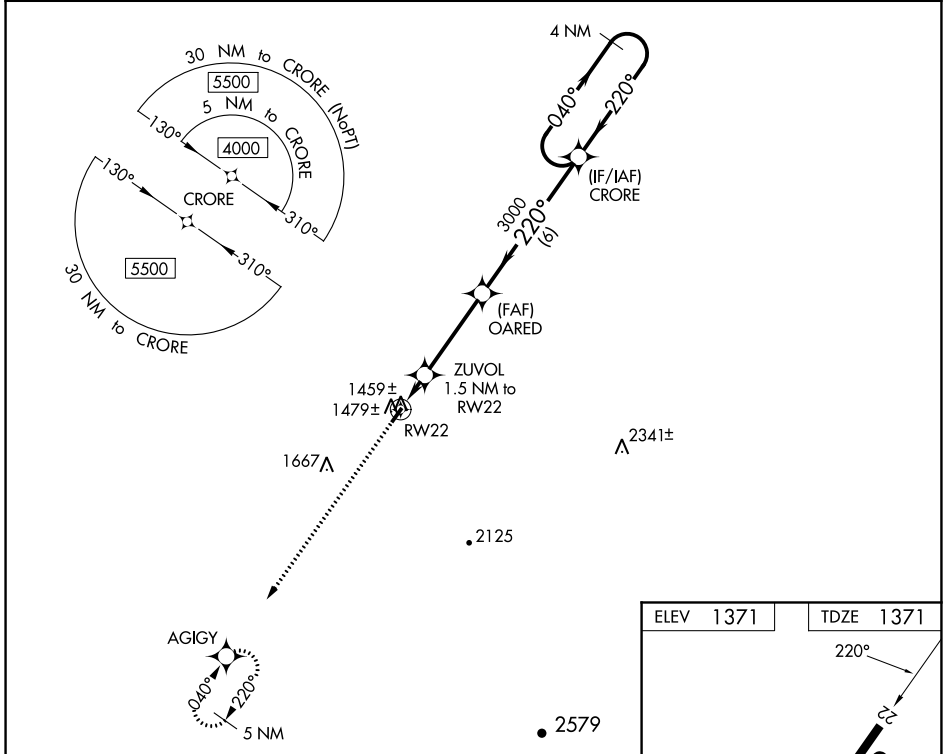 4 NM
040°
220°
(IF/IAF)
CRORE
30 NM to CRORE (NoPT)
5500
5 NM to CRORE
4000
130°
310°
CRORE
130°
310°
5500
30 NM to CRORE
3000
220°
(6)
(FAF)
OARED
ZUVOL
1.5 NM to
RW22
1459±
1479±
RW22
1667
2341±
2125
AGIGY
040°
220°
5 NM
2579
ELEV 1371
TDZE 1371
220°
22